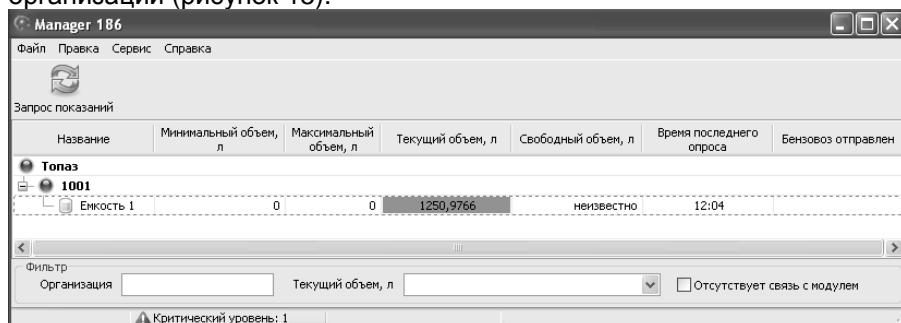 организации (рисунок 18).
Manager 186
Файл Правка Сервис Справка
Запрос показаний
Название Минимальный объем, л Максимальный объем, л Текущий объем, л Свободный объем, л Время последнего опроса Бензовоз отправлен
Топаз
1001
Емкость 1 0 0 1250,9766 неизвестно 12:04
Фильтр
Организация Текущий объем, л Отсутствует связь с модулем
Критический уровень: 1